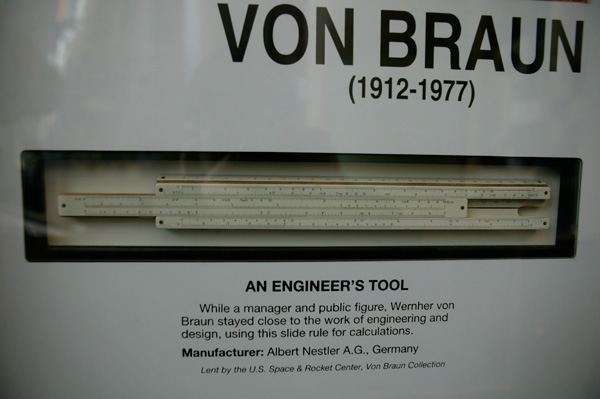 VON BRAUN
(1912-1977)
AN ENGINEER'S TOOL
While a manager and public figure, Wernher von
Braun stayed close to the work of engineering and
design, using this slide rule for calculations.
Manufacturer: Albert Nestler A.G., Germany
Lent by the U.S. Space & Rocket Center, Von Braun Collection